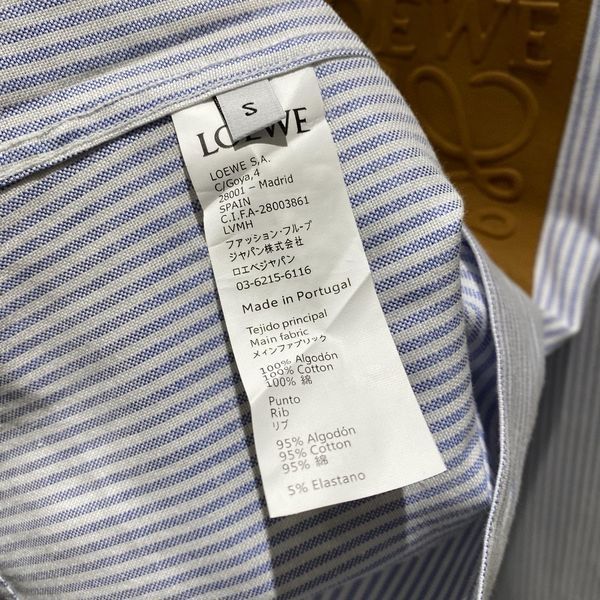 LOEWE
S
LOEWE
LOEWE S.A.
C/Goya,4
28001 – Madrid
SPAIN
C.I.F.A-28003861
LVMH
ファッション・フループ
ジャパン株式会社
ロエベジャパン
03-6215-6116
Made in Portugal
Tejido principal
Main fabric
メインファブリック
100% Algodón
100% Cotton
100% 綿
Punto
Rib
リブ
95% Algodón
95% Cotton
95% 綿
5% Elastano